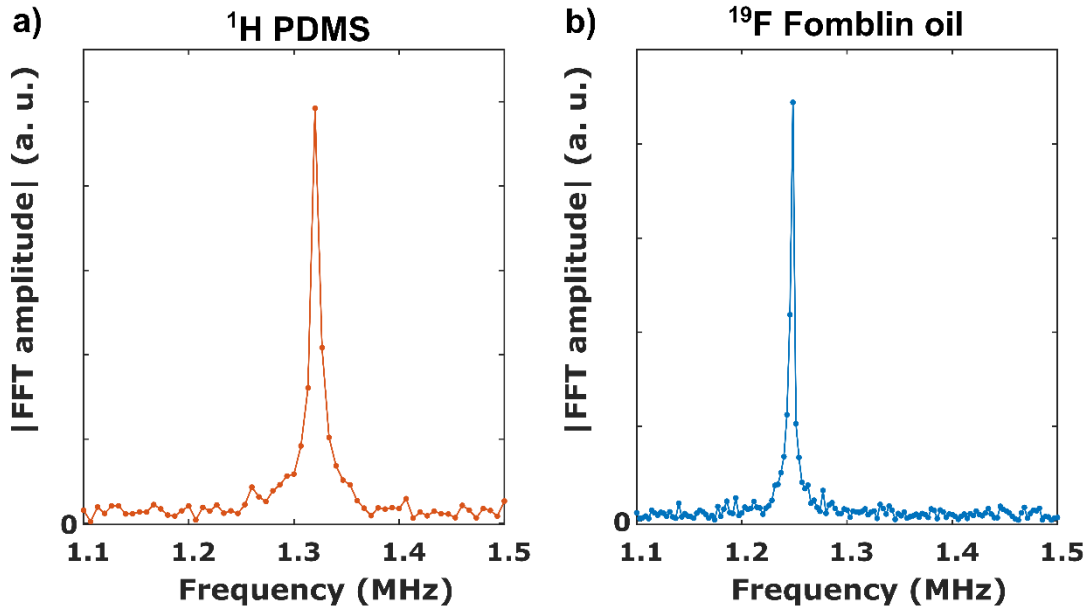 a)
¹H PDMS
|FFT amplitude| (a. u.)
0
1.1
1.2
1.3
1.4
1.5
Frequency (MHz)
b)
¹⁹F Fomblin oil
|FFT amplitude| (a. u.)
0
1.1
1.2
1.3
1.4
1.5
Frequency (MHz)